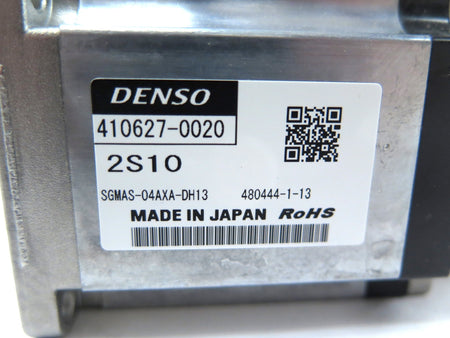 DENSO
410627-0020
2S10
SGMAS-04AXA-DH13 480444-1-13
MADE IN JAPAN RoHS